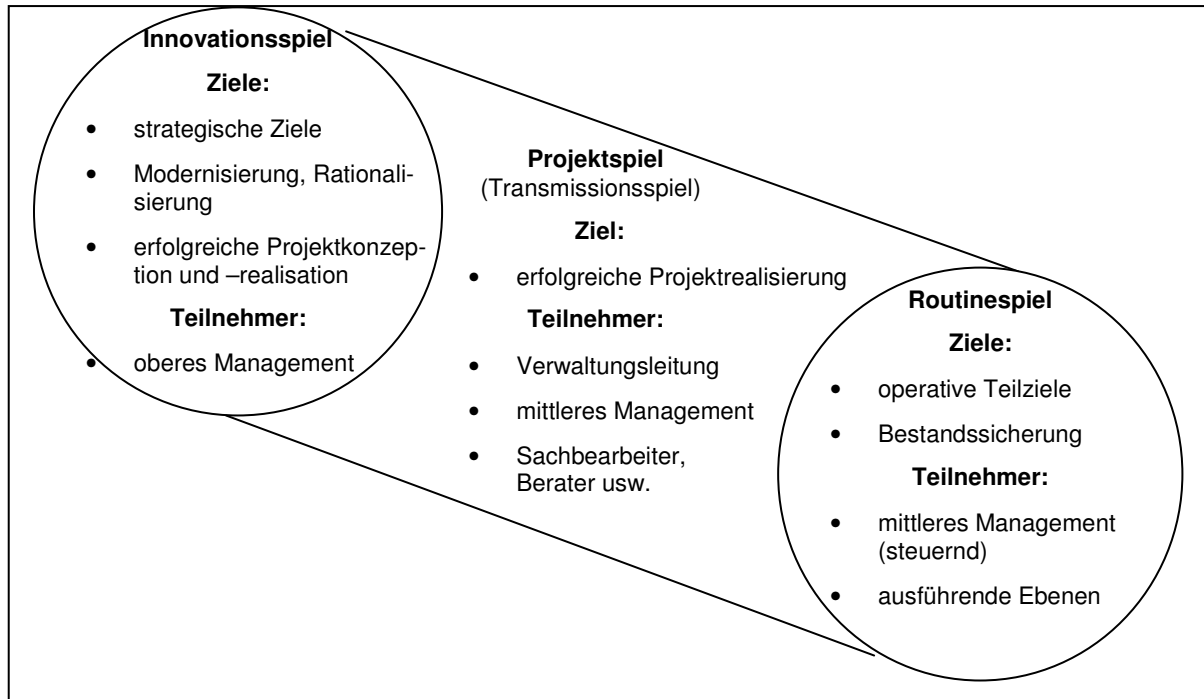 Innovationsspiel
Ziele:
• strategische Ziele
• Modernisierung, Rationali-
sierung
• erfolgreiche Projektkonzep-
tion und –realisation
Teilnehmer:
• oberes Management
Projektspiel
(Transmissionsspiel)
Ziel:
• erfolgreiche Projektrealisierung
Teilnehmer:
• Verwaltungsleitung
• mittleres Management
• Sachbearbeiter,
Berater usw.
Routinespiel
Ziele:
• operative Teilziele
• Bestandssicherung
Teilnehmer:
• mittleres Management
(steuernd)
• ausführende Ebenen